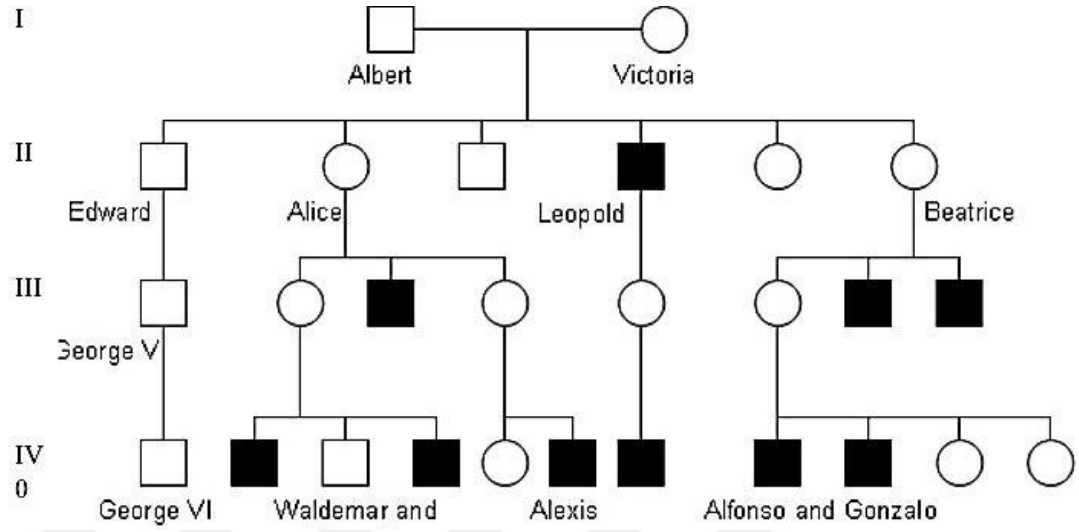 I
Albert Victoria
II
Edward Alice Leopold Beatrice
III
George V
IV
0
George VI Waldemar and Alexis Alfonso and Gonzalo